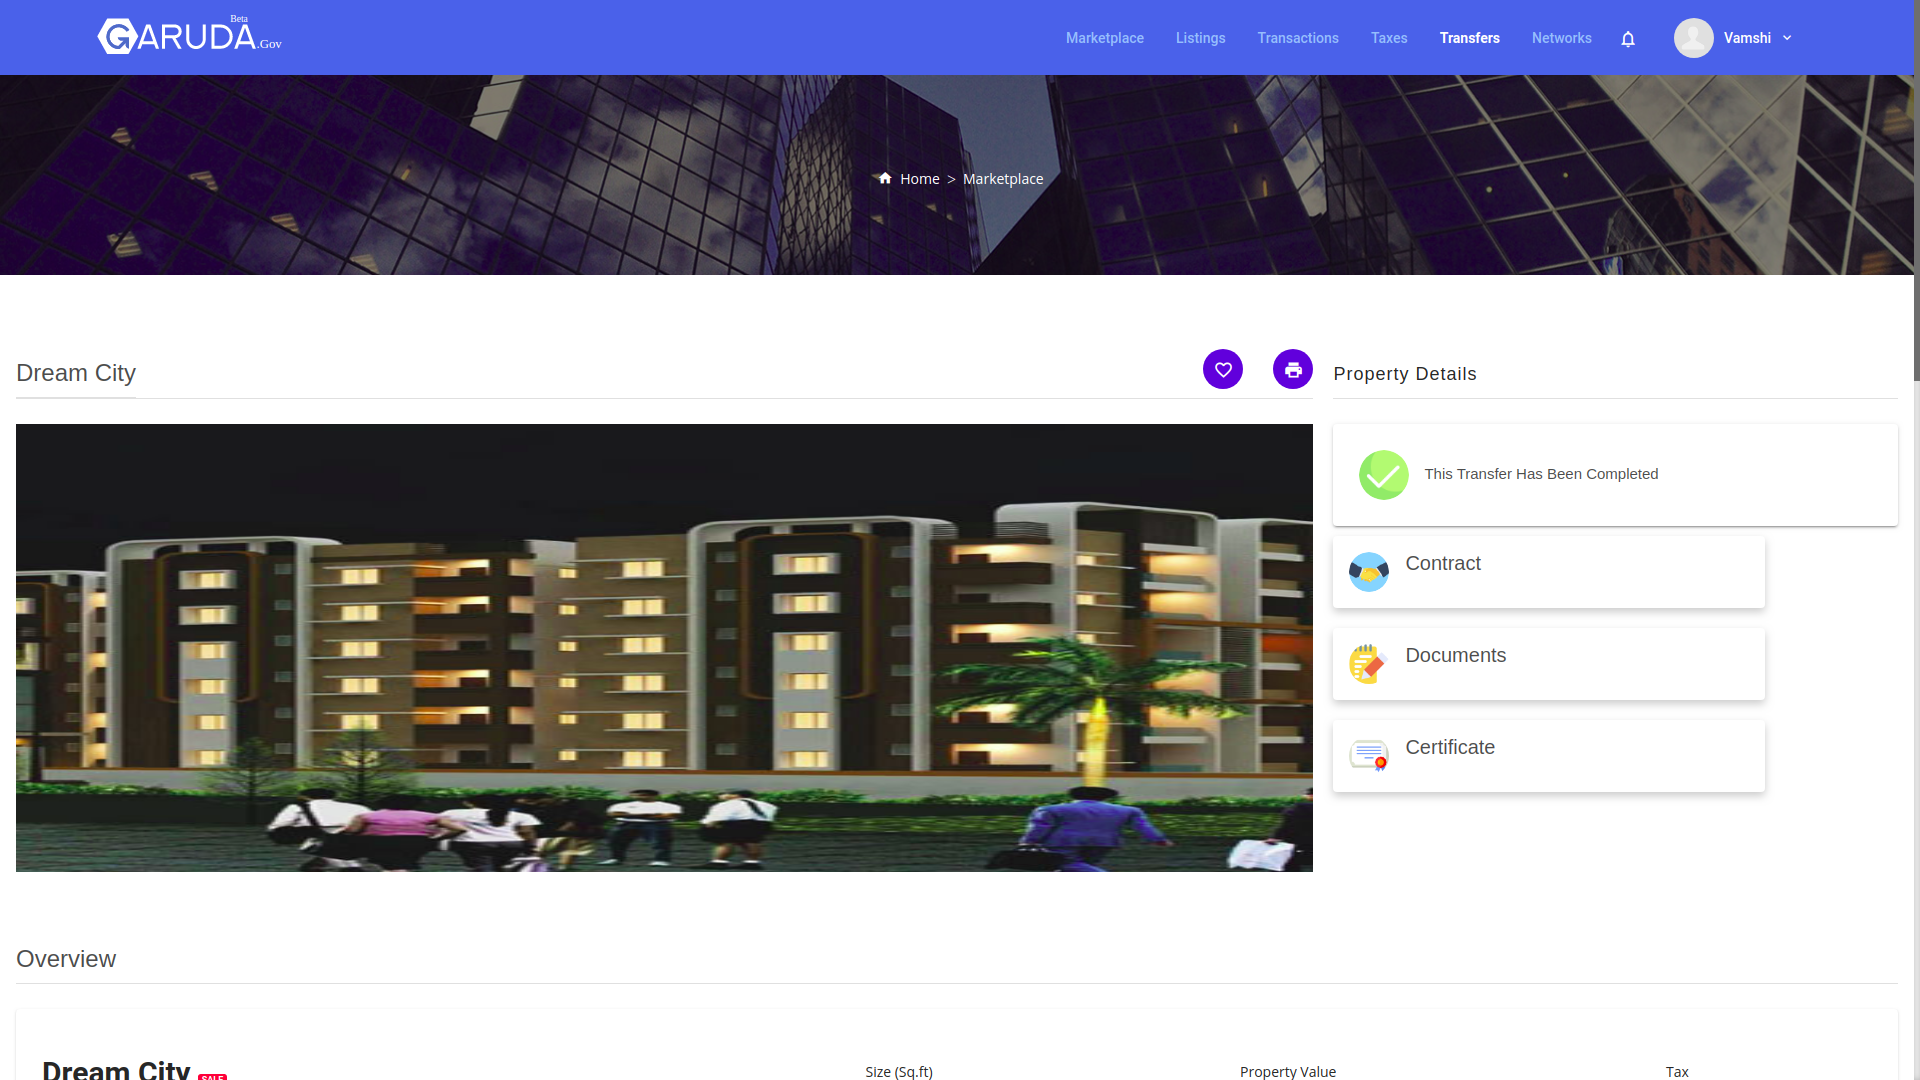 Beta
GARUDA.Gov
Marketplace
Listings
Transactions
Taxes
Transfers
Networks
Vamshi
Home > Marketplace
Dream City
Property Details
This Transfer Has Been Completed
Contract
Documents
Certificate
Overview
Dream City SALE
Size (Sq.ft)
Property Value
Tax